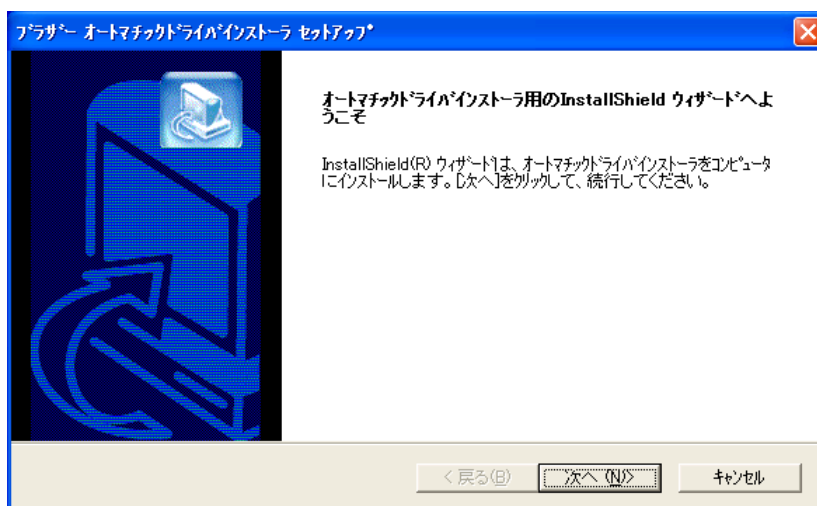 ﾌﾞﾗｻﾞｰ ｵｰﾄﾏﾁｯｸﾄﾞﾗｲﾊﾞｲﾝｽﾄｰﾗ ｾｯﾄｱｯﾌﾟ
ｵｰﾄﾏﾁｯｸﾄﾞﾗｲﾊﾞｲﾝｽﾄｰﾗ用のInstallShield ｳｨｻﾞｰﾄﾞへよ
うこそ
InstallShield(R) ｳｨｻﾞｰﾄﾞは、ｵｰﾄﾏﾁｯｸﾄﾞﾗｲﾊﾞｲﾝｽﾄｰﾗをｺﾝﾋﾟｭｰﾀ
にｲﾝｽﾄｰﾙします。[次へ]をｸﾘｯｸして、続行してください。
< 戻る(B)
次へ (N)>
ｷｬﾝｾﾙ